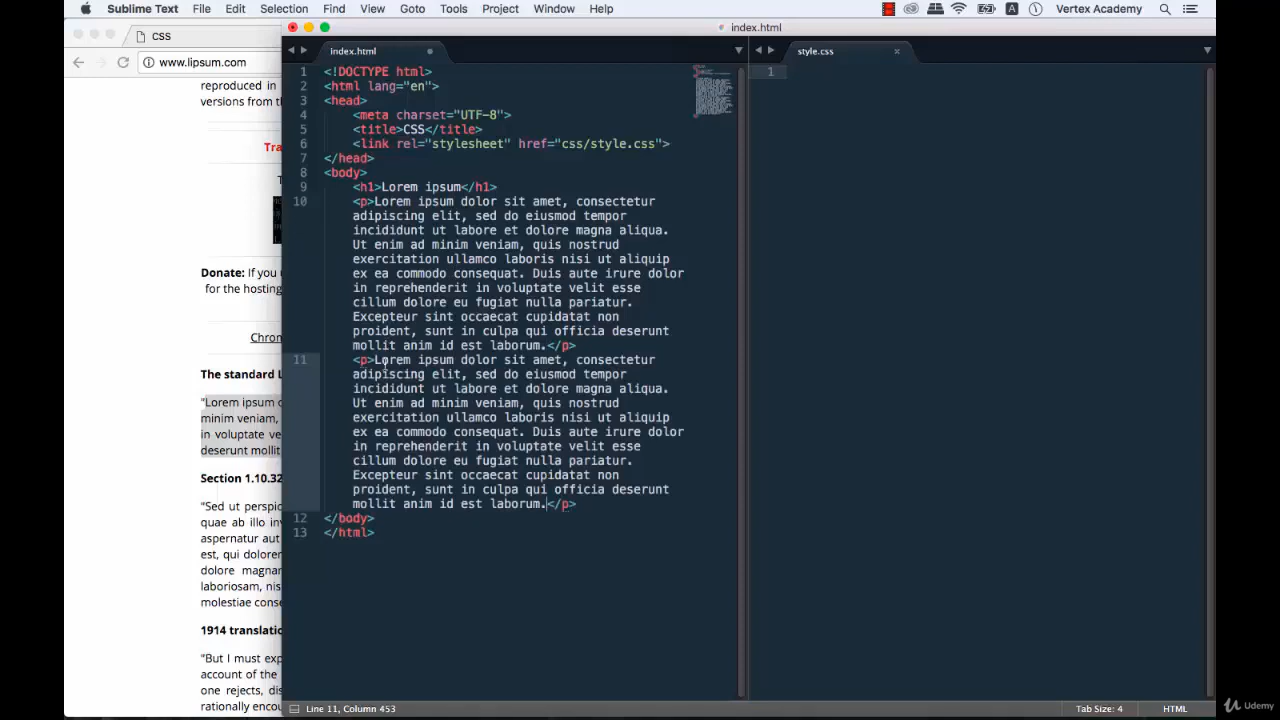 Sublime Text File Edit Selection Find View Goto Tools Project Window Help A Vertex Academy
CSS
www.lipsum.com
reproduced in
versions from th
Tra
T
Donate: If you
for the hosting
Chron
The standard L
"Lorem ipsum
minim veniam,
in voluptate ve
deserunt mollit
Section 1.10.32
"Sed ut perspic
quae ab illo inv
aspernatur aut
est, qui dolorem
dolore magnam
laboriosam, nis
molestiae conse
1914 translatio
"But I must exp
account of the
one rejects, dis
rationally encou
index.html
index.html
style.css
1 <!DOCTYPE html>
2 <html lang="en">
3 <head>
4 <meta charset="UTF-8">
5 <title>CSS</title>
6 <link rel="stylesheet" href="css/style.css">
7 </head>
8 <body>
9 <h1>Lorem ipsum</h1>
10 <p>Lorem ipsum dolor sit amet, consectetur
adipiscing elit, sed do eiusmod tempor
incididunt ut labore et dolore magna aliqua.
Ut enim ad minim veniam, quis nostrud
exercitation ullamco laboris nisi ut aliquip
ex ea commodo consequat. Duis aute irure dolor
in reprehenderit in voluptate velit esse
cillum dolore eu fugiat nulla pariatur.
Excepteur sint occaecat cupidatat non
proident, sunt in culpa qui officia deserunt
mollit anim id est laborum.</p>
11 <p>Lorem ipsum dolor sit amet, consectetur
adipiscing elit, sed do eiusmod tempor
incididunt ut labore et dolore magna aliqua.
Ut enim ad minim veniam, quis nostrud
exercitation ullamco laboris nisi ut aliquip
ex ea commodo consequat. Duis aute irure dolor
in reprehenderit in voluptate velit esse
cillum dolore eu fugiat nulla pariatur.
Excepteur sint occaecat cupidatat non
proident, sunt in culpa qui officia deserunt
mollit anim id est laborum.</p>
12 </body>
13 </html>
1
Line 11, Column 453
Tab Size: 4
HTML
Udemy